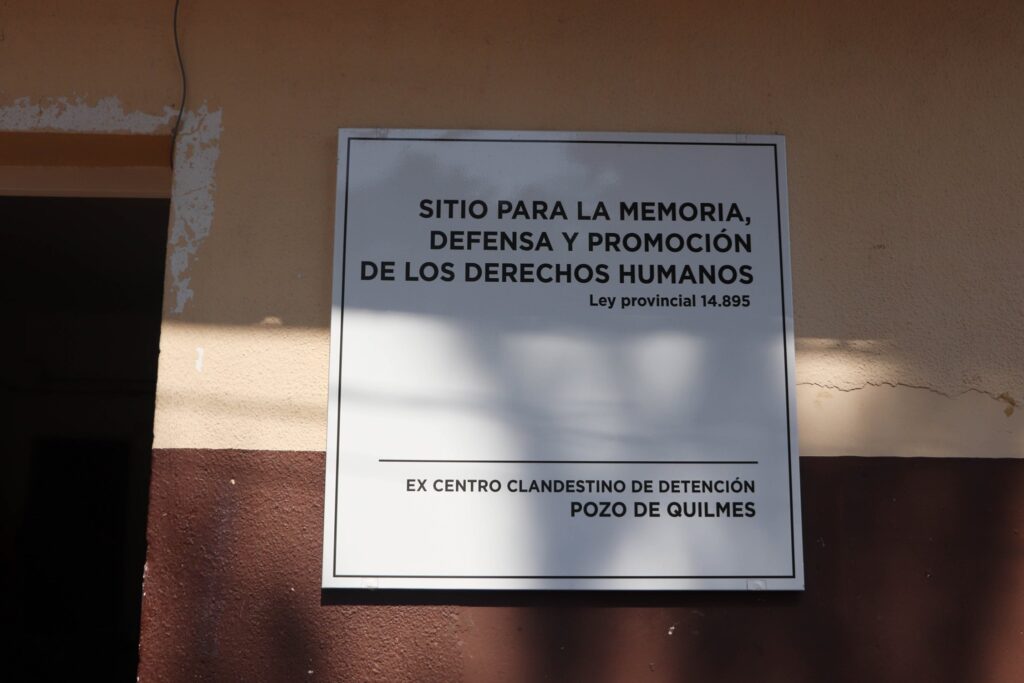 SITIO PARA LA MEMORIA,
DEFENSA Y PROMOCIÓN
DE LOS DERECHOS HUMANOS
Ley provincial 14.895
EX CENTRO CLANDESTINO DE DETENCIÓN
POZO DE QUILMES